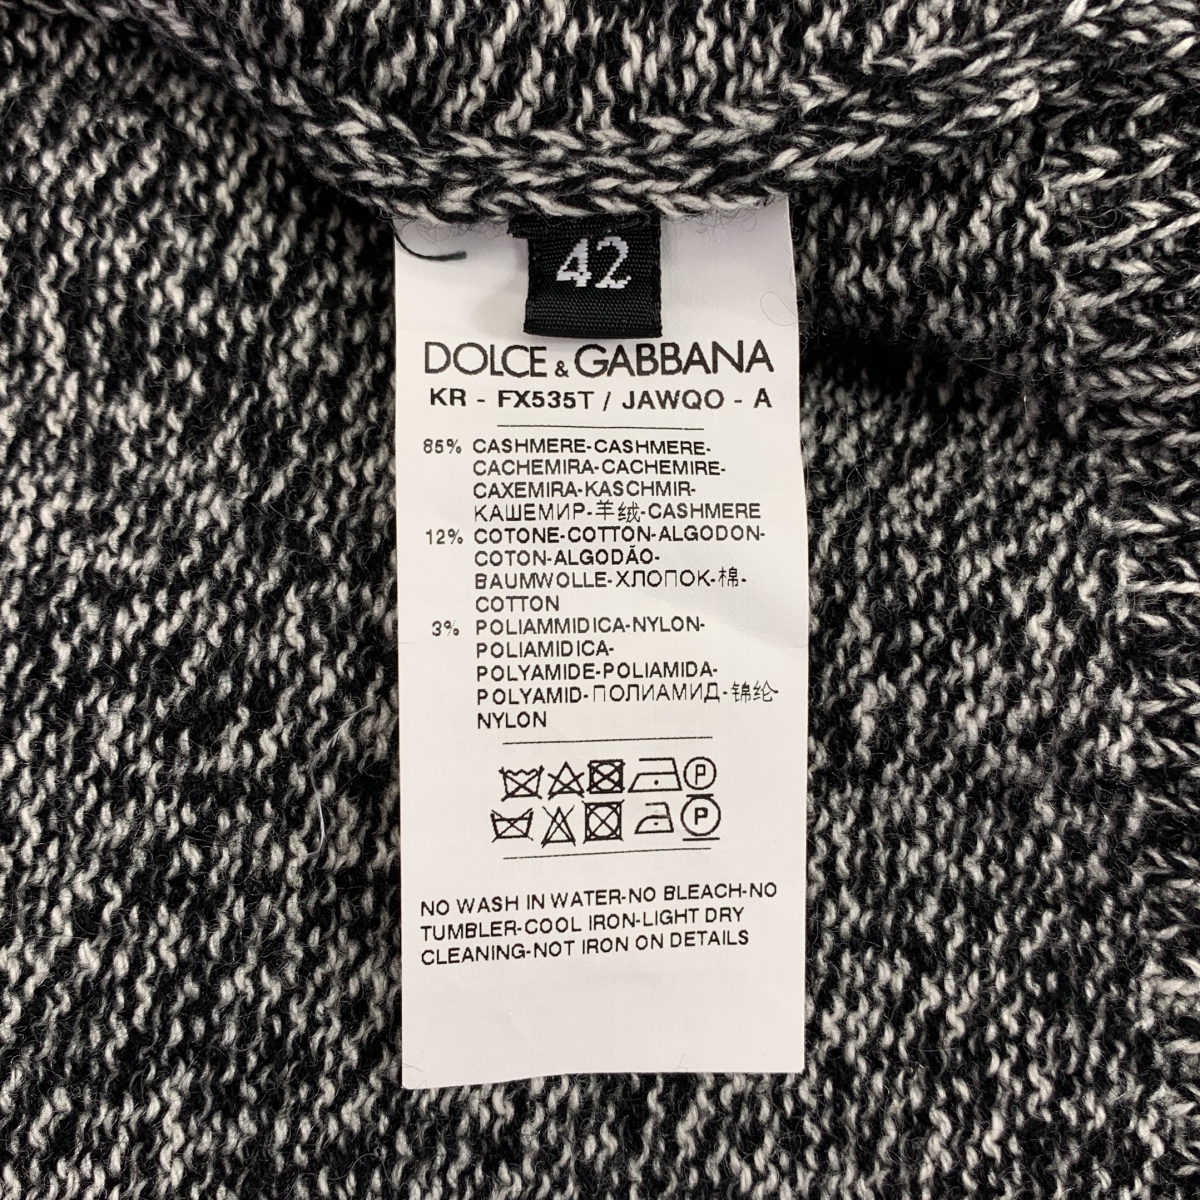 42
DOLCE & GABBANA
KR - FX535T / JAWQO - A
85% CASHMERE-CASHMERE-
CACHEMIRA-CACHEMIRE-
CAXEMIRA-KASCHMIR-
КАШЕМИР-羊绒-CASHMERE
12% COTONE-COTTON-ALGODON-
COTON-ALGODÃO-
BAUMWOLLE-ХЛОПОК-棉-
COTTON
3% POLIAMMIDICA-NYLON-
POLIAMIDICA-
POLYAMIDE-POLIAMIDA-
POLYAMID-ПОЛИАМИД-锦纶-
NYLON
P
P
NO WASH IN WATER-NO BLEACH-NO
TUMBLER-COOL IRON-LIGHT DRY
CLEANING-NOT IRON ON DETAILS